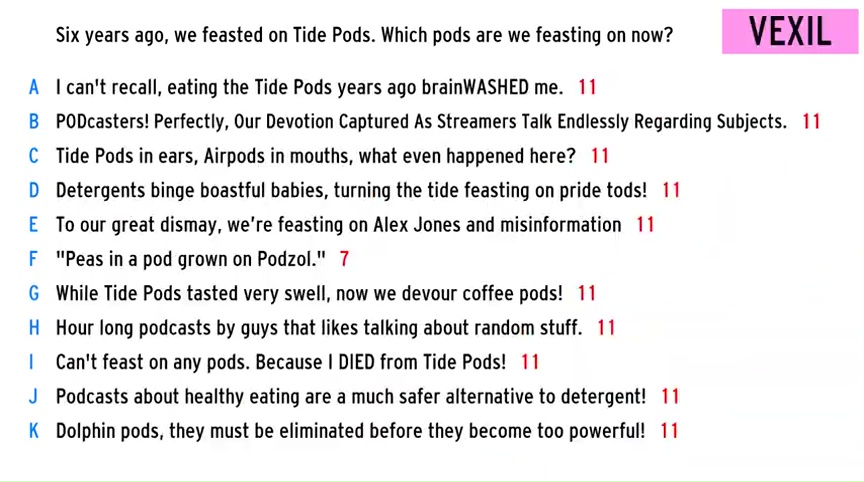 Six years ago, we feasted on Tide Pods. Which pods are we feasting on now?
VEXIL
A I can't recall, eating the Tide Pods years ago brainWASHED me. 11
B PODcasters! Perfectly, Our Devotion Captured As Streamers Talk Endlessly Regarding Subjects. 11
C Tide Pods in ears, Airpods in mouths, what even happened here? 11
D Detergents binge boastful babies, turning the tide feasting on pride tods! 11
E To our great dismay, we're feasting on Alex Jones and misinformation 11
F "Peas in a pod grown on Podzol." 7
G While Tide Pods tasted very swell, now we devour coffee pods! 11
H Hour long podcasts by guys that likes talking about random stuff. 11
I Can't feast on any pods. Because I DIED from Tide Pods! 11
J Podcasts about healthy eating are a much safer alternative to detergent! 11
K Dolphin pods, they must be eliminated before they become too powerful! 11